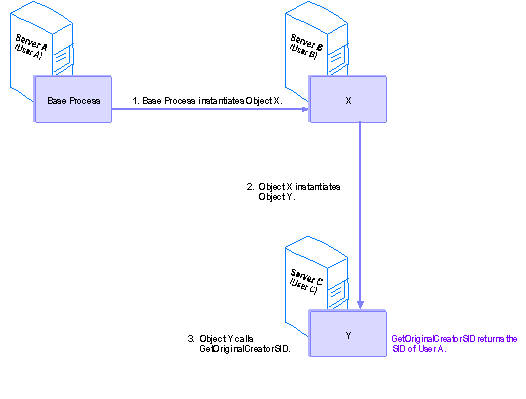 Server A
(User A)
Server B
(User B)
Base Process
1. Base Process instantiates Object X.
X
2. Object X instantiates
Object Y.
Server C
(User C)
3. Object Y calls
GetOriginalCreatorSID.
Y
GetOriginalCreatorSID returns the
SID of User A.